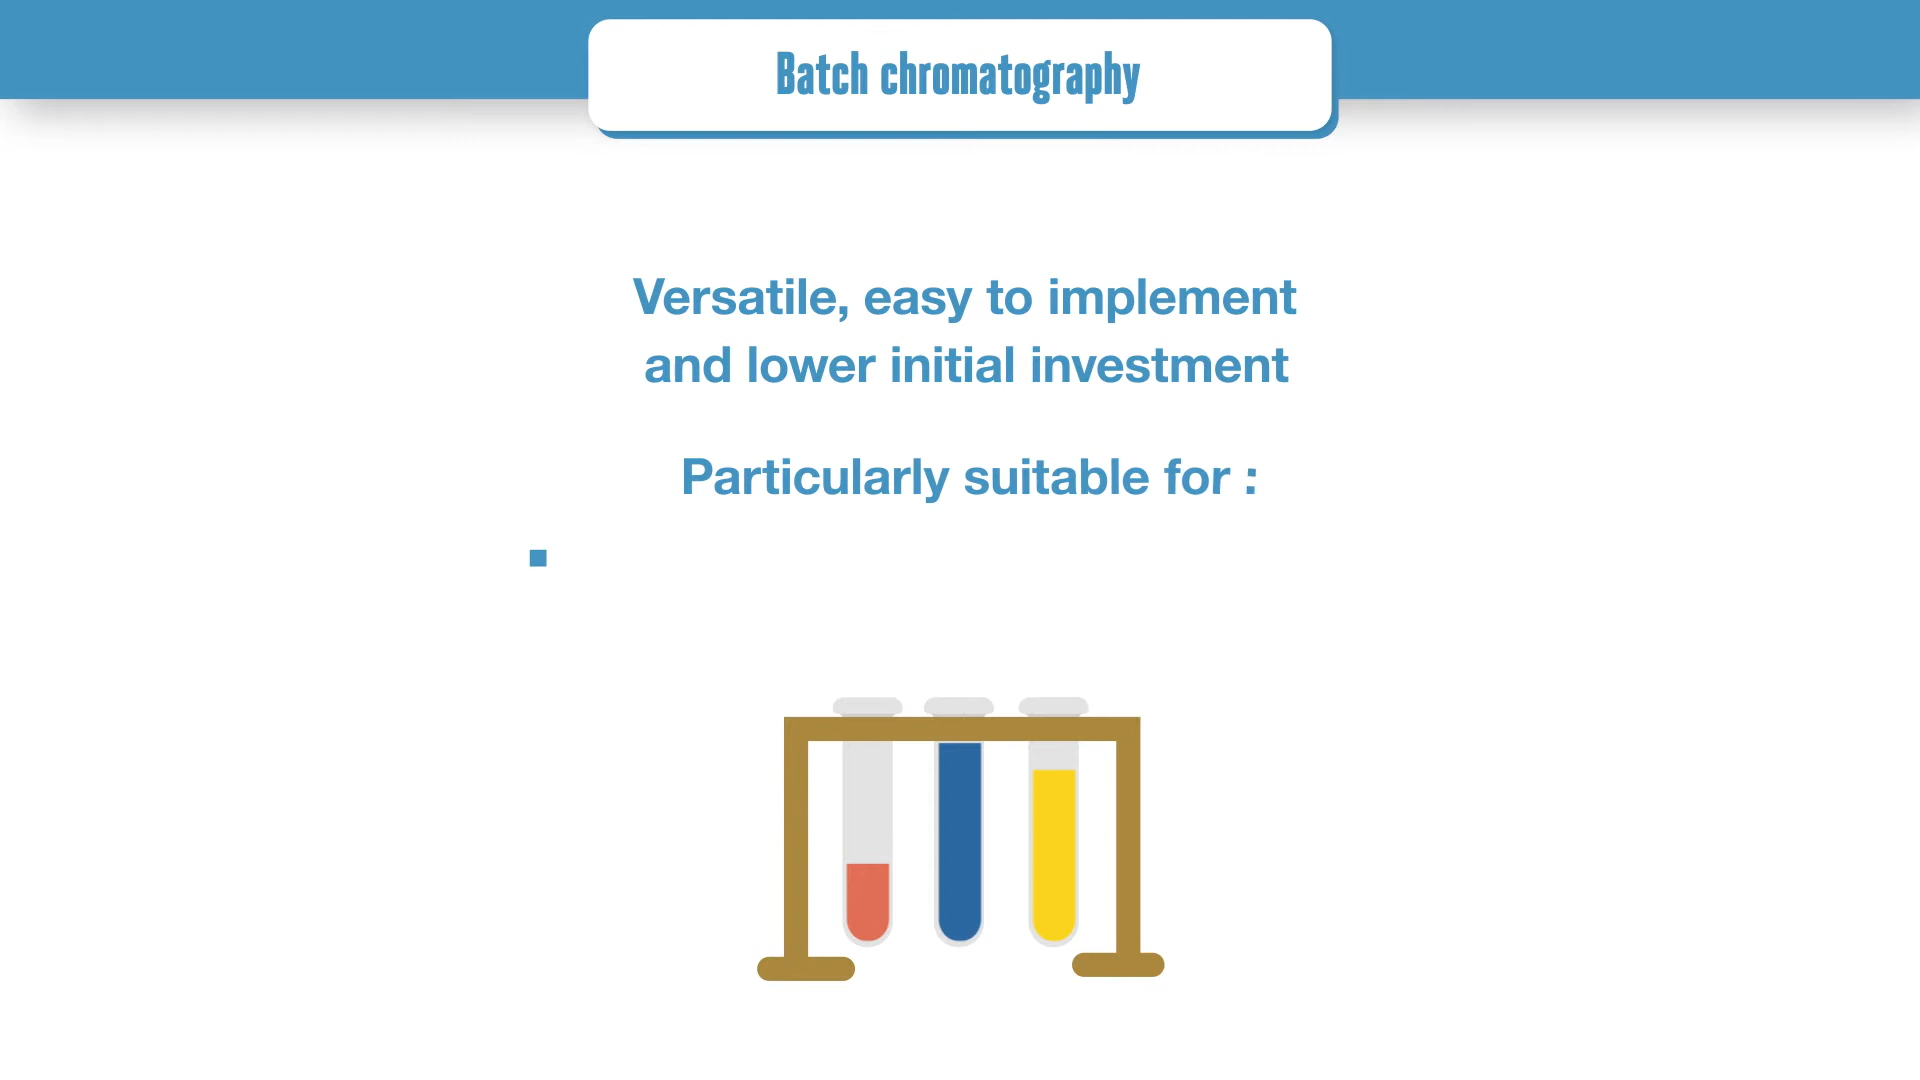 Batch chromatography
Versatile, easy to implement
and lower initial investment
Particularly suitable for :